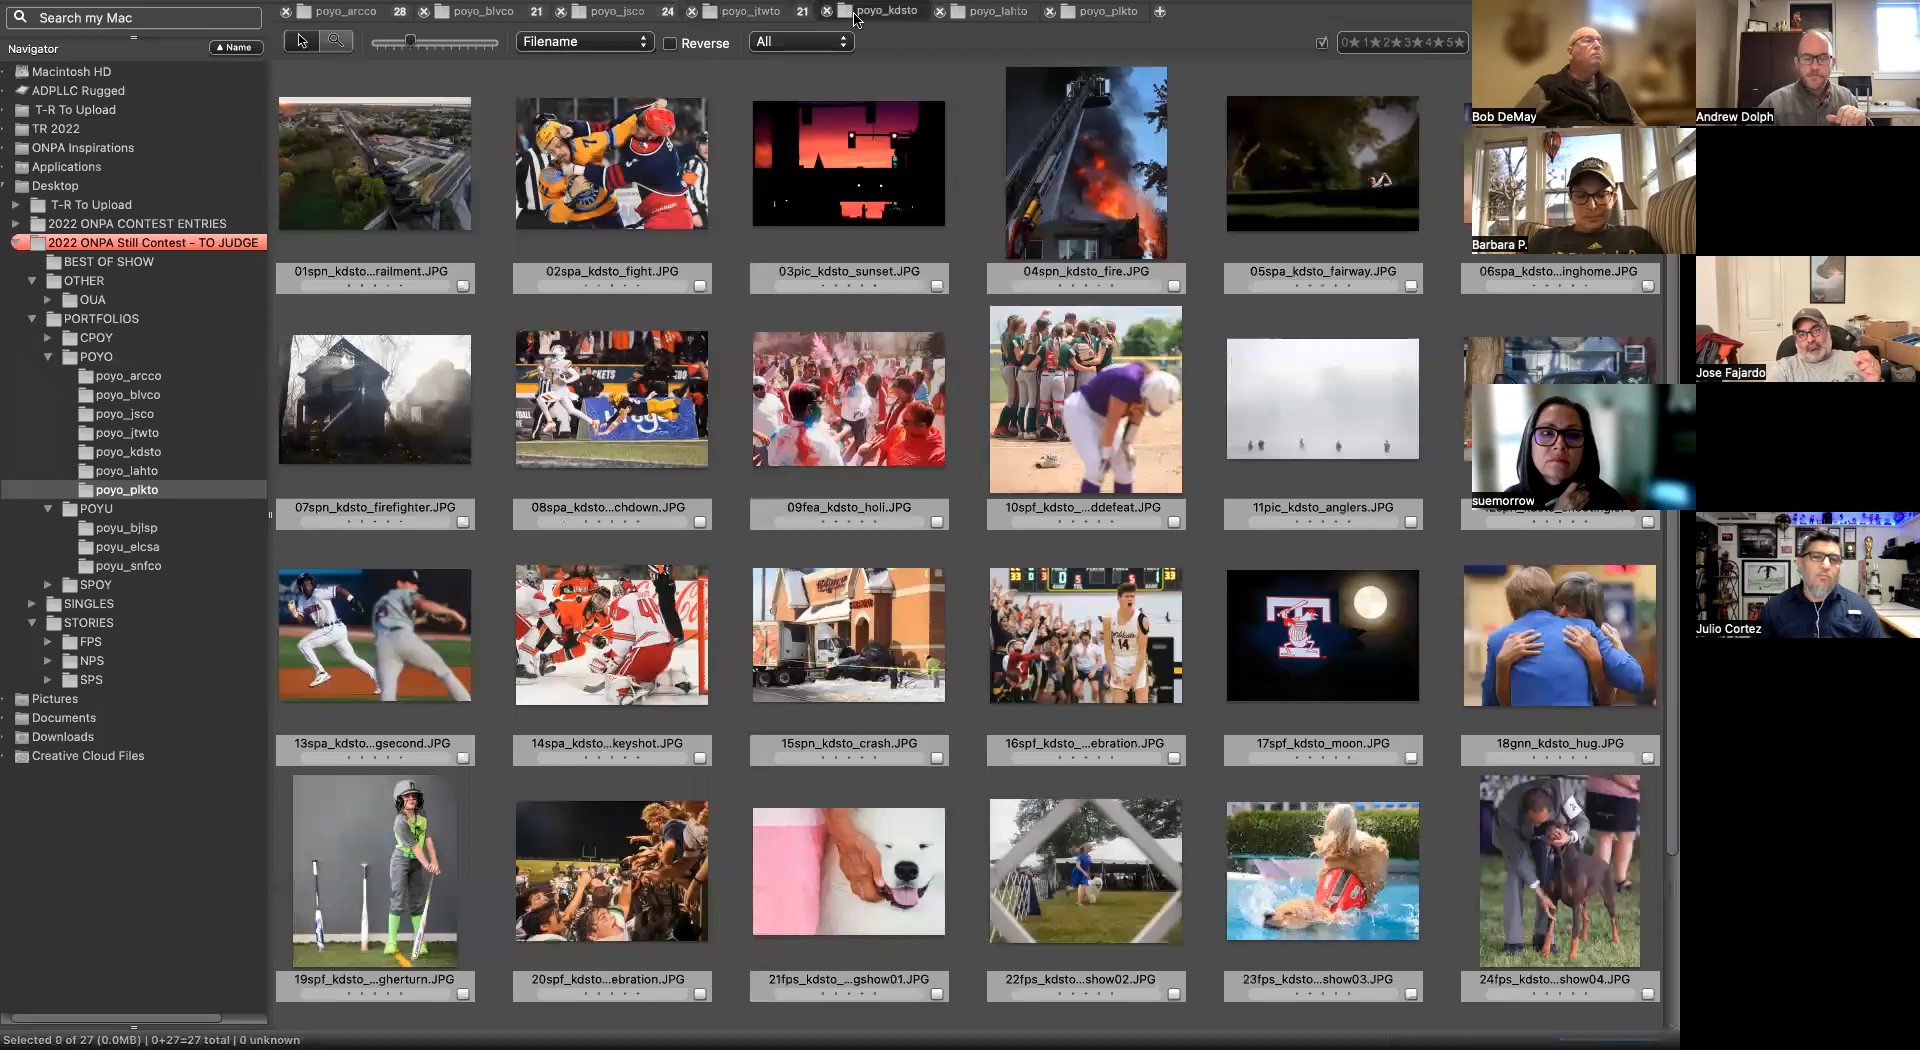 Search my Mac
poyo_arcco 28
poyo_blvco 21
poyo_jsco 24
poyo_jtwto 21
poyo_kdsto
poyo_lahto
poyo_plkto
Navigator
Name
Filename
Reverse
All
0★1★2★3★4★5★
Macintosh HD
ADPLLC Rugged
T-R To Upload
TR 2022
ONPA Inspirations
Applications
Desktop
T-R To Upload
2022 ONPA CONTEST ENTRIES
2022 ONPA Still Contest - TO JUDGE
BEST OF SHOW
OTHER
OUA
PORTFOLIOS
CPOY
POYO
poyo_arcco
poyo_blvco
poyo_jsco
poyo_jtwto
poyo_kdsto
poyo_lahto
poyo_plkto
POYU
poyu_bjlsp
poyu_elcsa
poyu_snfco
SPOY
SINGLES
STORIES
FPS
NPS
SPS
Pictures
Documents
Downloads
Creative Cloud Files
01spn_kdsto...railment.JPG
02spa_kdsto_fight.JPG
03pic_kdsto_sunset.JPG
04spn_kdsto_fire.JPG
05spa_kdsto_fairway.JPG
06spa_kdsto...inghome.JPG
07spn_kdsto_firefighter.JPG
08spa_kdsto...chdown.JPG
09fea_kdsto_holi.JPG
10spf_kdsto_...ddefeat.JPG
11pic_kdsto_anglers.JPG
13spa_kdsto...gsecond.JPG
14spa_kdsto...keyshot.JPG
15spn_kdsto_crash.JPG
16spf_kdsto_...ebration.JPG
17spf_kdsto_moon.JPG
18gnn_kdsto_hug.JPG
19spf_kdsto_...gherturn.JPG
20spf_kdsto...ebration.JPG
21fps_kdsto_...gshow01.JPG
22fps_kdsto...show02.JPG
23fps_kdsto...show03.JPG
24fps_kdsto...show04.JPG
Bob DeMay
Andrew Dolph
Barbara P.
Jose Fajardo
suemorrow
Julio Cortez
Selected 0 of 27 (0.0MB) | 0+27=27 total | 0 unknown